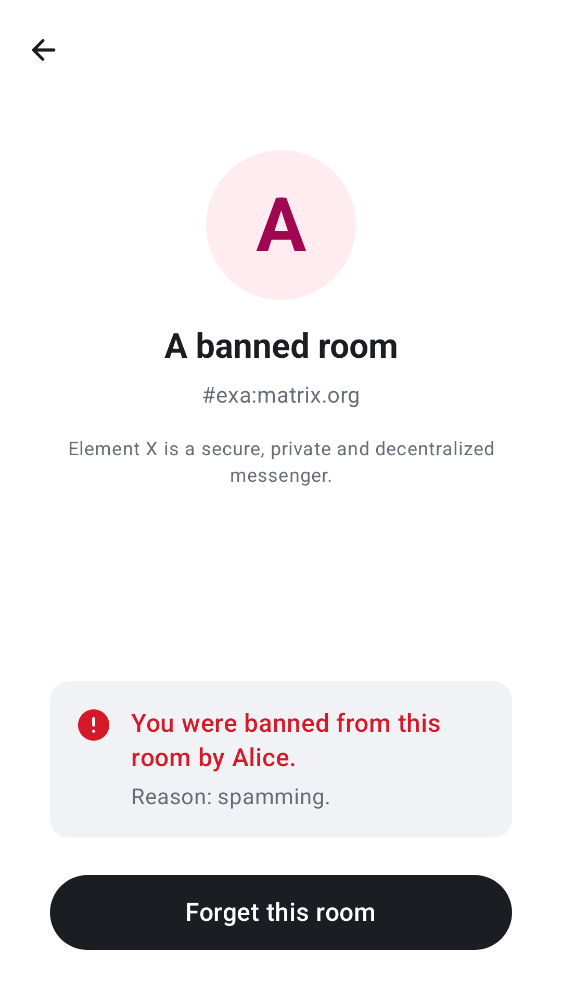 A
A banned room
#exa:matrix.org
Element X is a secure, private and decentralized
messenger.
You were banned from this
room by Alice.
Reason: spamming.
Forget this room